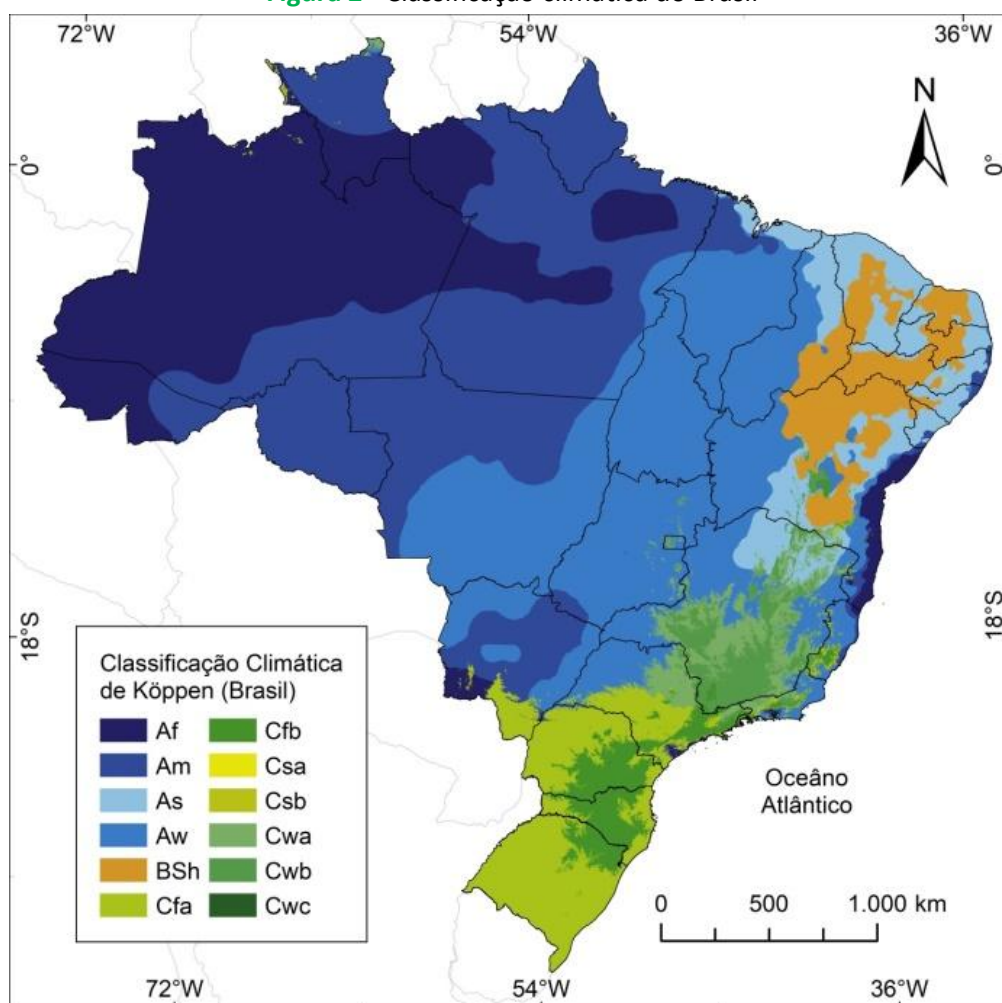 Figura 2 - Classificação climática do Brasil
72°W 54°W 36°W
N
0° 0°
18°S 18°S
Classificação Climática
de Köppen (Brasil)
Af Cfb
Am Csa
As Csb
Aw Cwa
BSh Cwb
Cfa Cwc
Oceâno
Atlântico
0 500 1.000 km
72°W 54°W 36°W